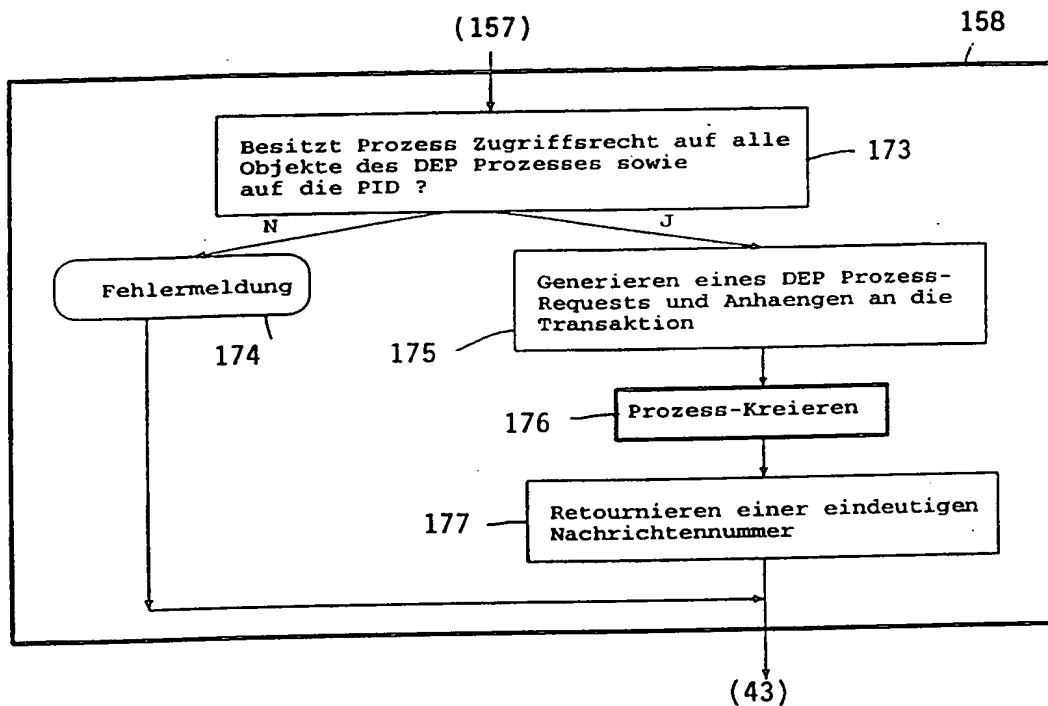 (157)
158
Besitzt Prozess Zugriffsrecht auf alle
Objekte des DEP Prozesses sowie
auf die PID ?
173
N
J
Fehlermeldung
174
Generieren eines DEP Prozess-
Requests und Anhaengen an die
Transaktion
175
Prozess-Kreieren
176
Retournieren einer eindeutigen
Nachrichtennummer
177
(43)